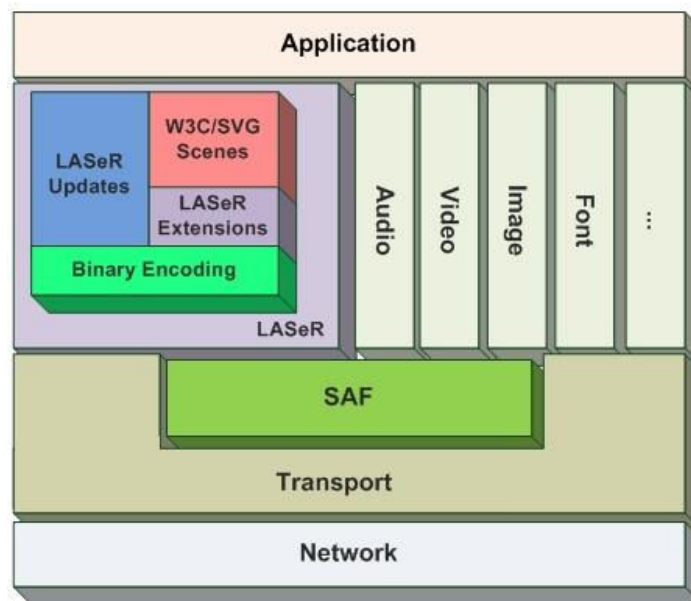 Application
LASeR
Updates
W3C/SVG
Scenes
LASeR
Extensions
Binary Encoding
LASeR
Audio
Video
Image
Font
...
SAF
Transport
Network